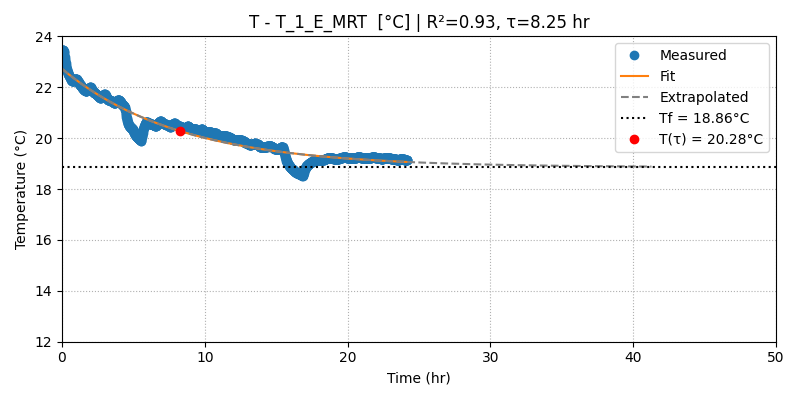 T - T_1_E_MRT [°C] | R²=0.93, τ=8.25 hr
Temperature (°C)
24
22
20
18
16
14
12
Measured
Fit
Extrapolated
Tf = 18.86°C
T(τ) = 20.28°C
0
10
20
30
40
50
Time (hr)